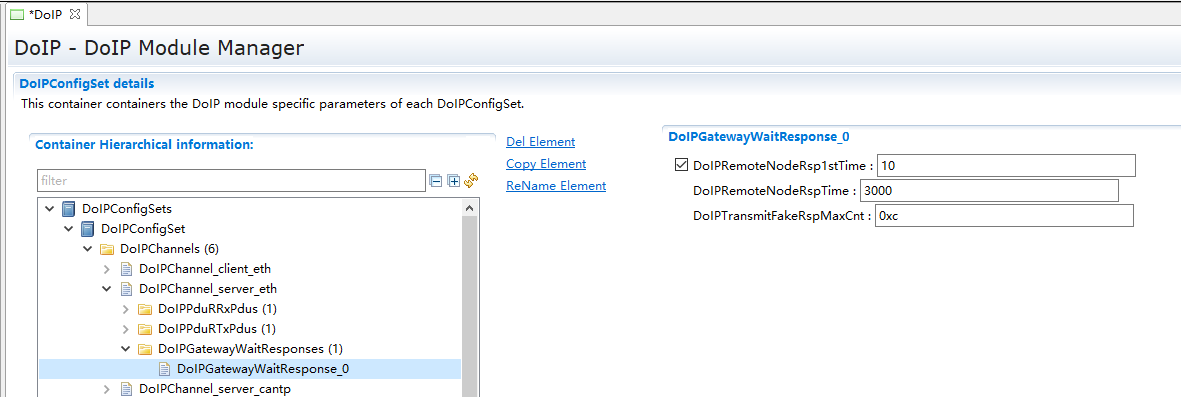 *DoIP
DoIP - DoIP Module Manager
DoIPConfigSet details
This container containers the DoIP module specific parameters of each DoIPConfigSet.
Container Hierarchical information:
filter
DoIPConfigSets
DoIPConfigSet
DoIPChannels (6)
DoIPChannel_client_eth
DoIPChannel_server_eth
DoIPPduRRxPdus (1)
DoIPPduRTxPdus (1)
DoIPGatewayWaitResponses (1)
DoIPGatewayWaitResponse_0
DoIPChannel_server_cantp
Del Element
Copy Element
ReName Element
DoIPGatewayWaitResponse_0
DoIPRemoteNodeRsp1stTime : 10
DoIPRemoteNodeRspTime : 3000
DoIPTransmitFakeRspMaxCnt : 0xc